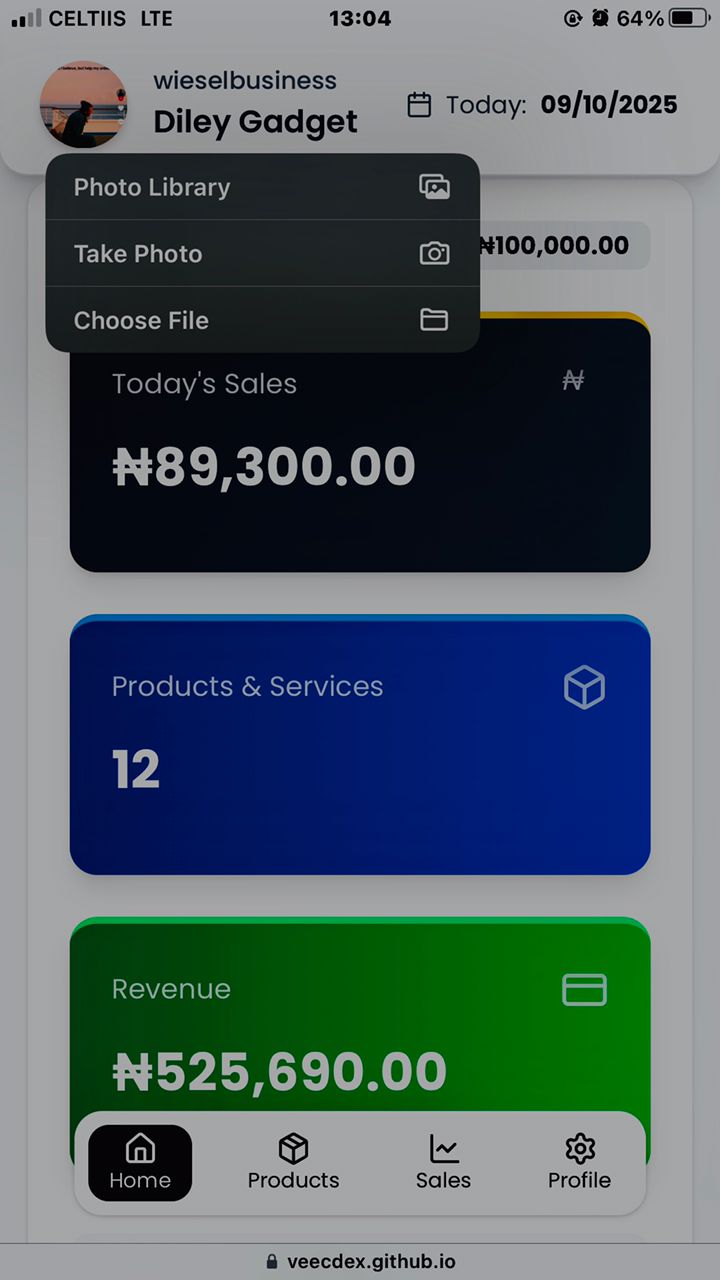 CELTIIS LTE 13:04 64%
wieselbusiness
Diley Gadget
Today: 09/10/2025
Photo Library
Take Photo
Choose File
₦100,000.00
Today's Sales ₦
₦89,300.00
Products & Services
12
Revenue
₦525,690.00
Home Products Sales Profile
veecdex.github.io